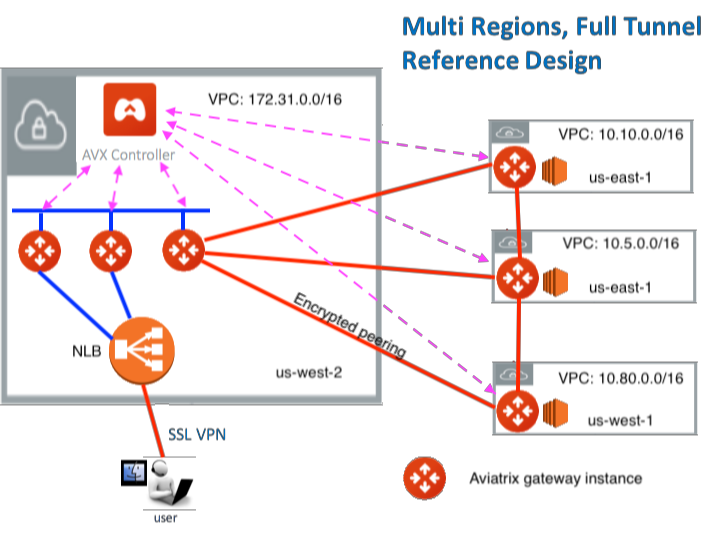 Multi Regions, Full Tunnel
Reference Design
VPC: 172.31.0.0/16
AVX Controller
VPC: 10.10.0.0/16
us-east-1
VPC: 10.5.0.0/16
us-east-1
Encrypted peering
NLB
us-west-2
VPC: 10.80.0.0/16
us-west-1
SSL VPN
Aviatrix gateway instance
user